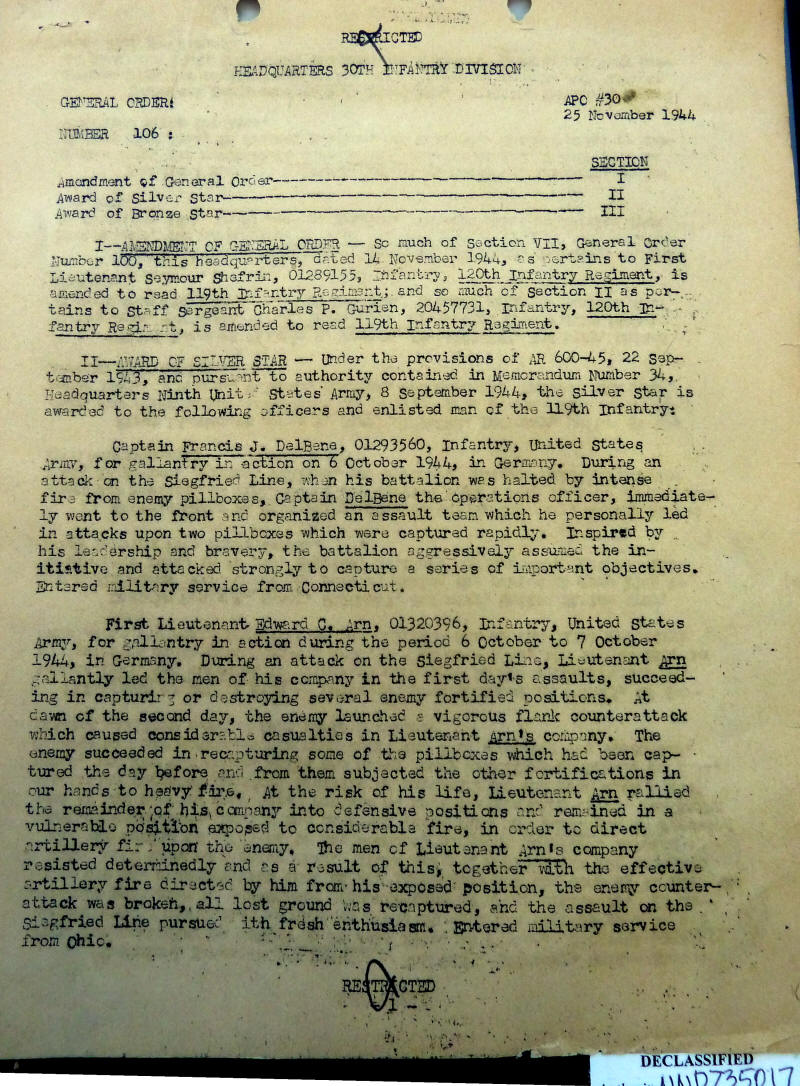 RESTRICTED
HEADQUARTERS 30TH INFANTRY DIVISION
GENERAL ORDER: APO #30
25 November 1944
NUMBER 106 :
SECTION
Amendment of General Order---------- I
Award of Silver Star---------- II
Award of Bronze Star---------- III
I--AMENDMENT OF GENERAL ORDER -- So much of Section VII, General Order
Number 100, this headquarters, dated 14 November 1944, as pertains to First
Lieutenant Seymour Shefrin, 01289155, Infantry, 120th Infantry Regiment, is
amended to read 119th Infantry Regiment; and so much of Section II as per-
tains to Staff Sergeant Charles P. Gurien, 20457731, Infantry, 120th In-
fantry Regiment, is amended to read 119th Infantry Regiment.
II--AWARD OF SILVER STAR -- Under the provisions of AR 600-45, 22 Sep-
tember 1943, and pursuant to authority contained in Memorandum Number 34,
Headquarters Ninth United States Army, 8 September 1944, the Silver Star is
awarded to the following officers and enlisted man of the 119th Infantry:
Captain Francis J. DelBene, 01293560, Infantry, United States
Army, for gallantry in action on 6 October 1944, in Germany. During an
attack on the Siegfried Line, when his battalion was halted by intense
fire from enemy pillboxes, Captain DelBene the operations officer, immediate-
ly went to the front and organized an assault team which he personally led
in attacks upon two pillboxes which were captured rapidly. Inspired by
his leadership and bravery, the battalion aggressively assumed the in-
itiative and attacked strongly to capture a series of important objectives.
Entered military service from Connecticut.
First Lieutenant Edward C. Arn, 01320396, Infantry, United States
Army, for gallantry in action during the period 6 October to 7 October
1944, in Germany. During an attack on the Siegfried Line, Lieutenant Arn
gallantly led the men of his company in the first day's assaults, succeed-
ing in capturing or destroying several enemy fortified positions. At
dawn of the second day, the enemy launched a vigorous flank counterattack
which caused considerable casualties in Lieutenant Arn's company. The
enemy succeeded in recapturing some of the pillboxes which had been cap-
tured the day before and from them subjected the other fortifications in
our hands to heavy fire. At the risk of his life, Lieutenant Arn rallied
the remainder of his company into defensive positions and remained in a
vulnerable position exposed to considerable fire, in order to direct
artillery fire upon the enemy. The men of Lieutenant Arn's company
resisted determinedly and as a result of this, together with the effective
artillery fire directed by him from his exposed position, the enemy counter-
attack was broken, all lost ground was recaptured, and the assault on the
Siegfried Line pursued with fresh enthusiasm. Entered military service
from Ohio.
RESTRICTED
- 1 -
DECLASSIFIED
NND735017